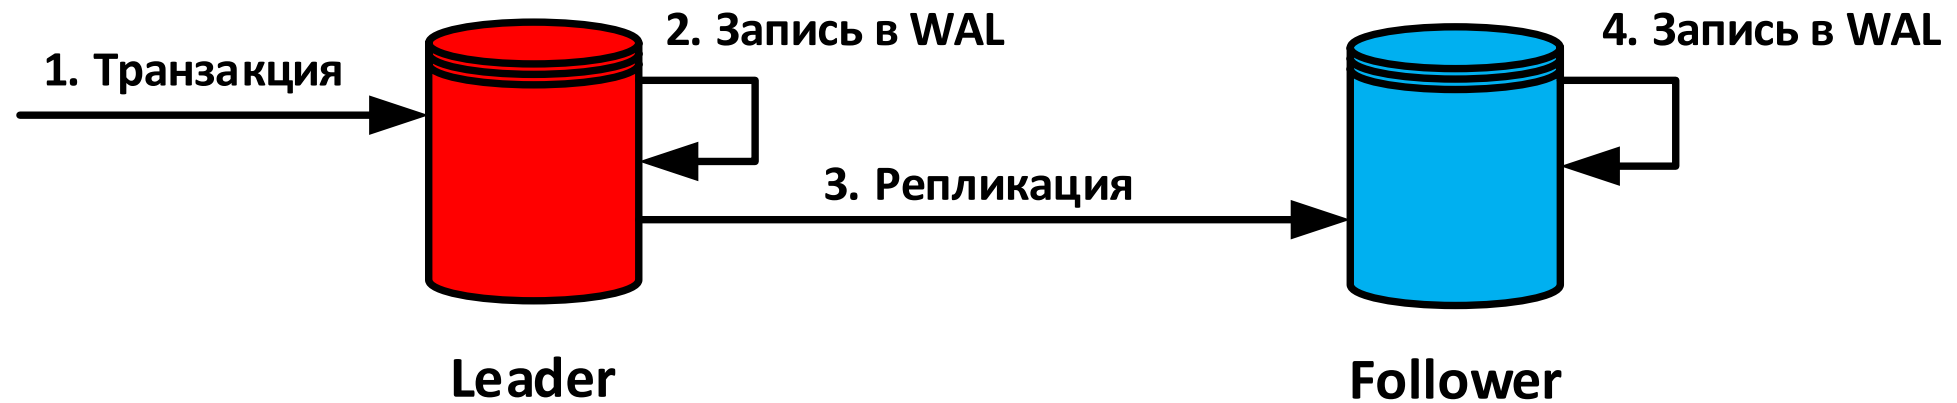 1. Транзакция
2. Запись в WAL
3. Репликация
4. Запись в WAL
Leader
Follower